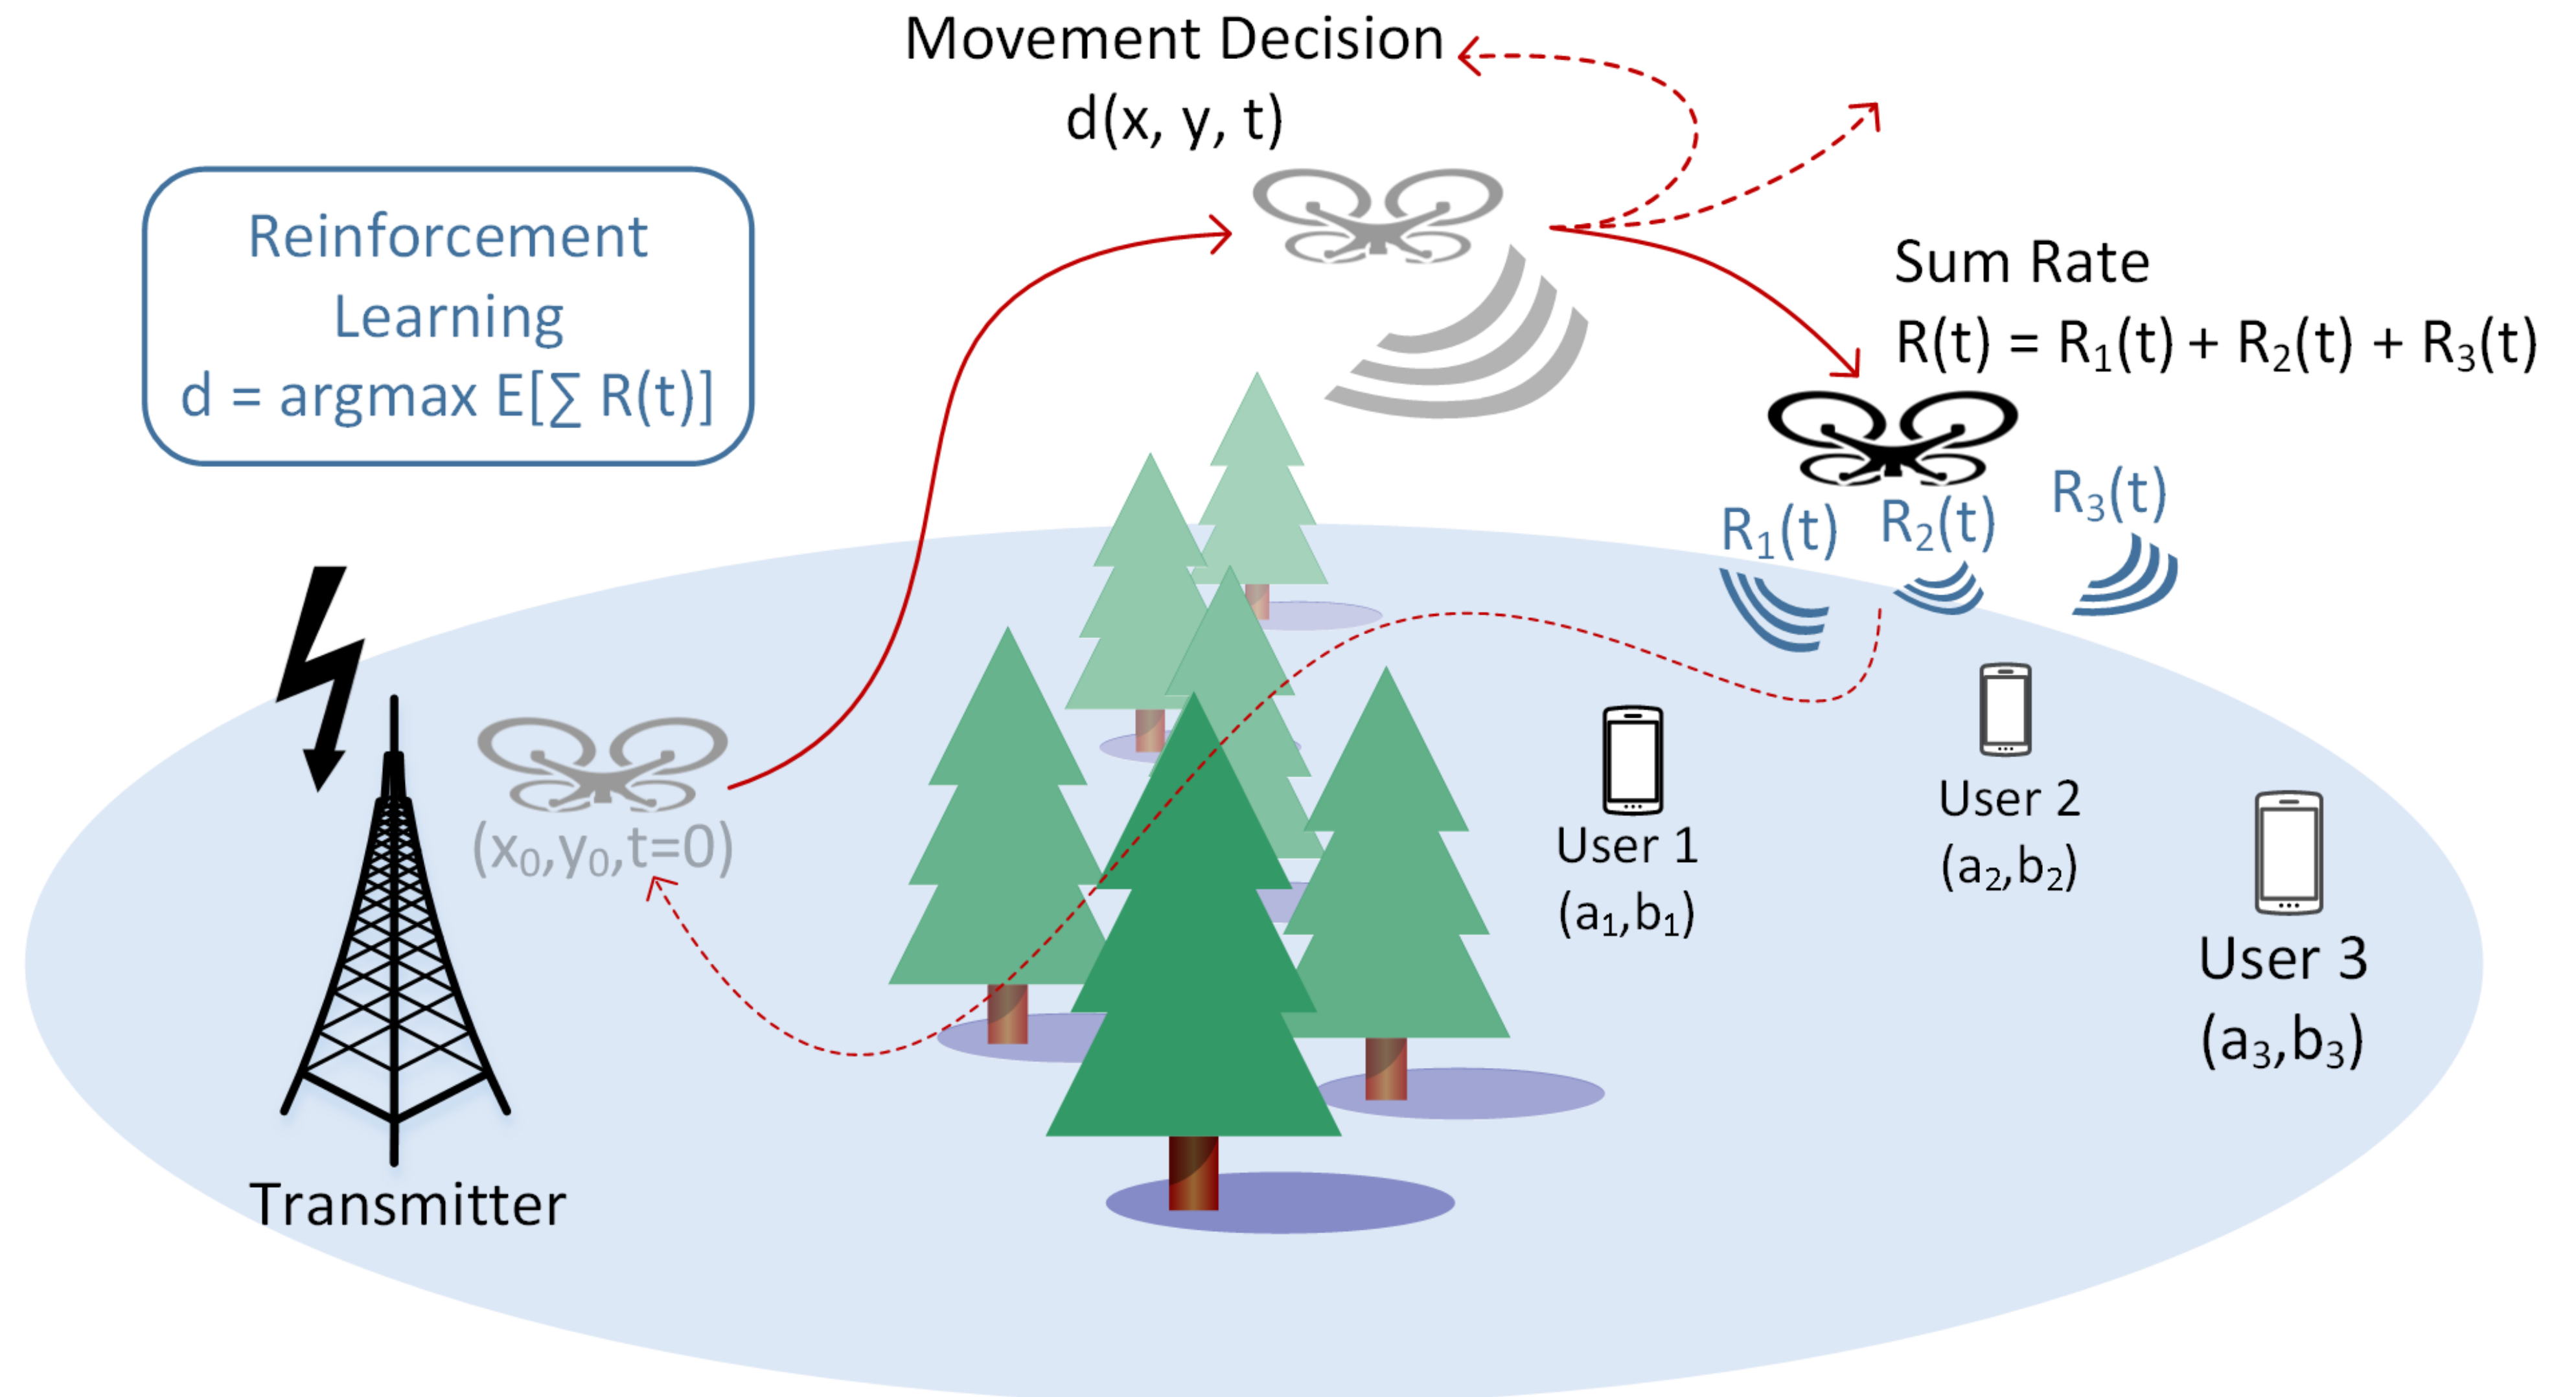 Movement Decision
d(x, y, t)
Reinforcement
Learning
d = argmax E[∑ R(t)]
Sum Rate
R(t) = R₁(t) + R₂(t) + R₃(t)
R₁(t)
R₂(t)
R₃(t)
(x₀,y₀,t=0)
User 1
(a₁,b₁)
User 2
(a₂,b₂)
User 3
(a₃,b₃)
Transmitter